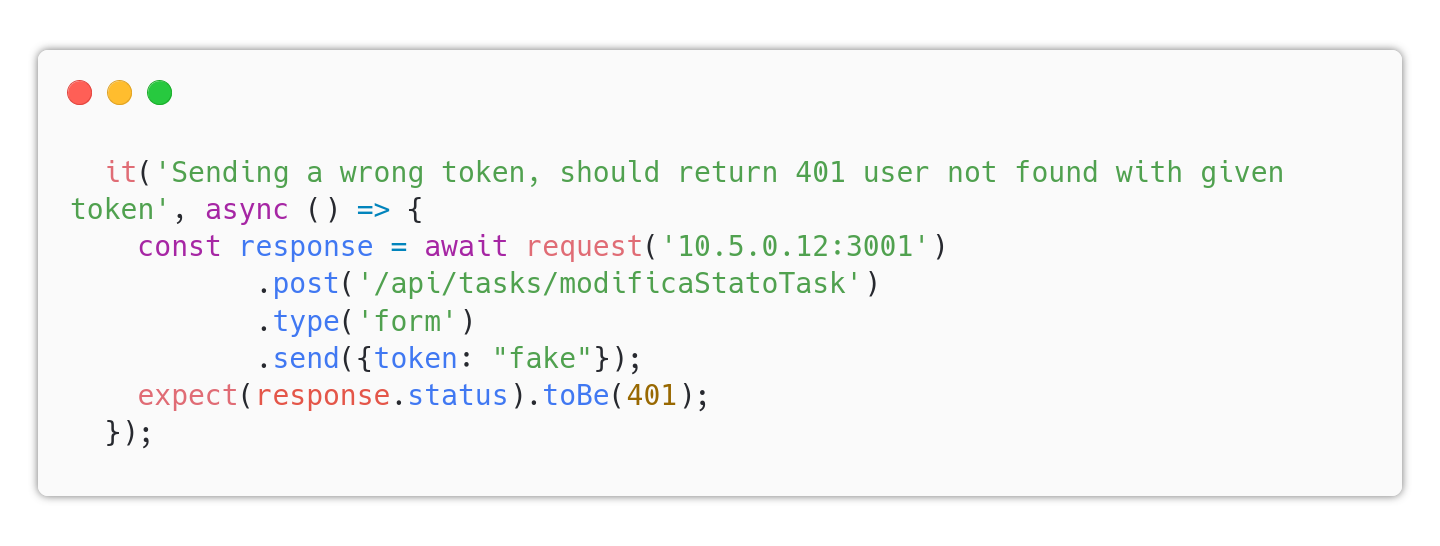 it('Sending a wrong token, should return 401 user not found with given
token', async () => {
const response = await request('10.5.0.12:3001')
.post('/api/tasks/modificaStatoTask')
.type('form')
.send({token: "fake"});
expect(response.status).toBe(401);
});